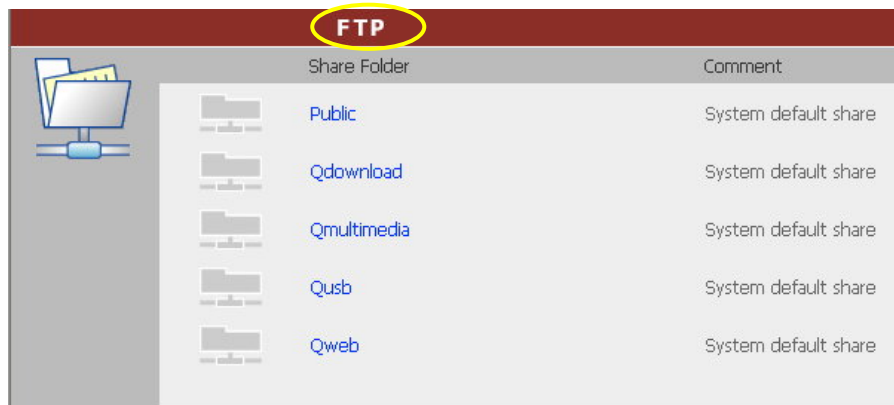 FTP
Share Folder Comment
Public System default share
Qdownload System default share
Qmultimedia System default share
Qusb System default share
Qweb System default share